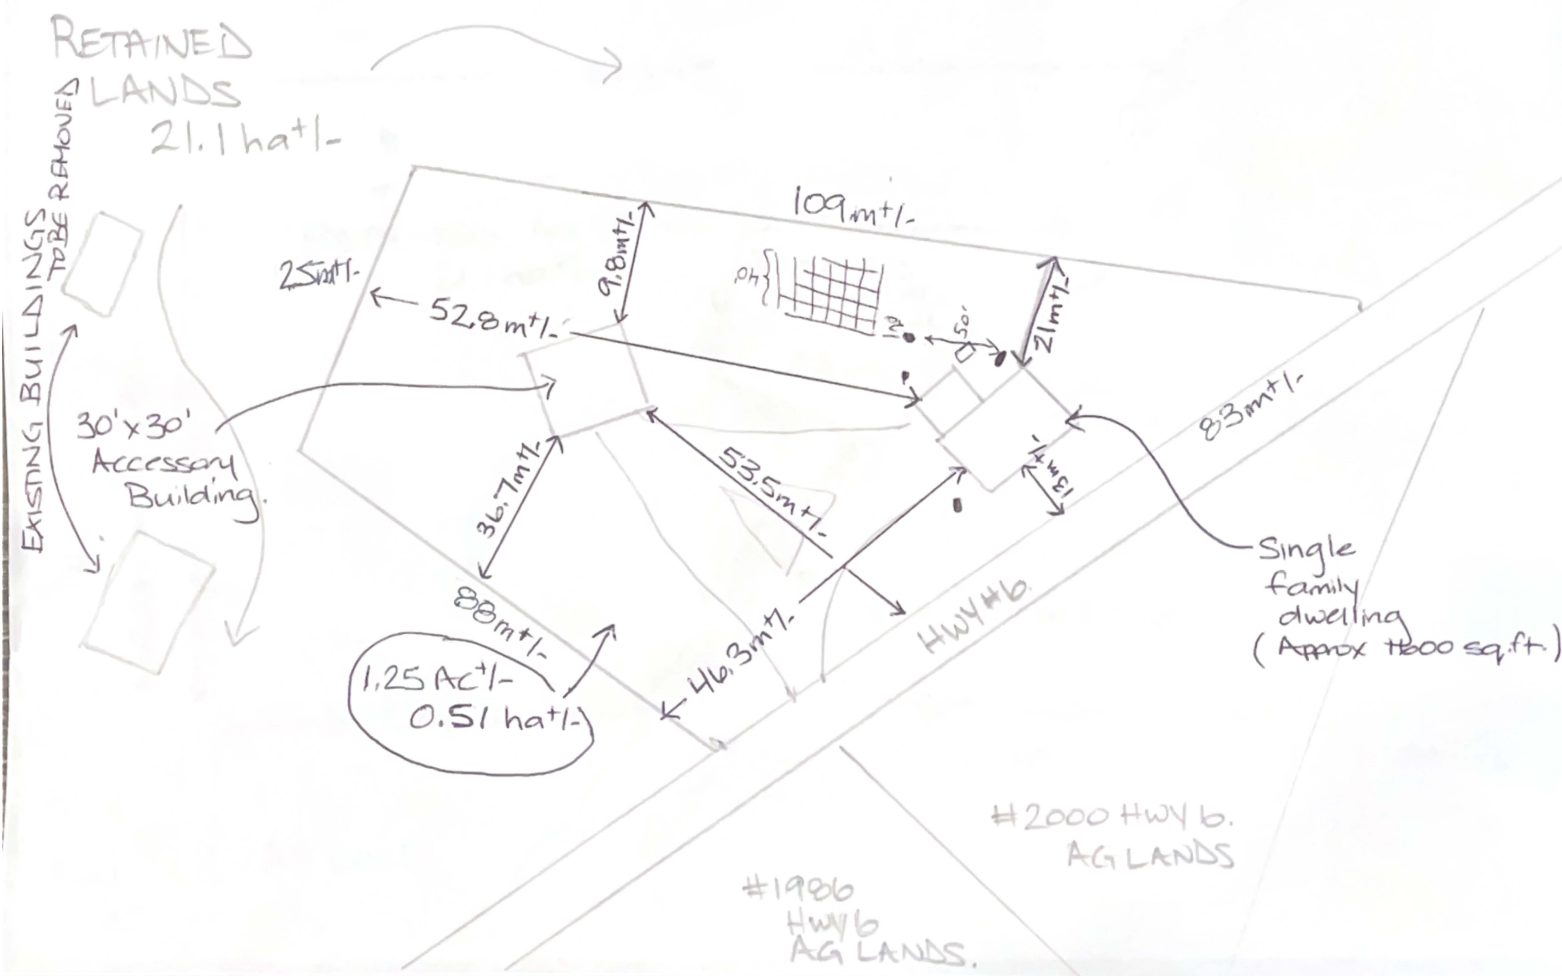 RETAINED
LANDS
21.1 ha+/-
EXISTING BUILDINGS
TO BE REMOVED
109m+/-
25m+/-
9.8m+/-
52.8m+/-
40'
50'
21m+/-
83m+/-
30'x30'
Accessory
Building.
36.7m+/-
53.5m+/-
13m+/-
88m+/-
46.3m+/-
1.25 Ac+/-
0.51 ha+/-
HWY #6.
Single
family
dwelling
(Approx sq.ft.)
#2000 HWY 6.
AG LANDS
#1986
Hwy 6
AG LANDS.